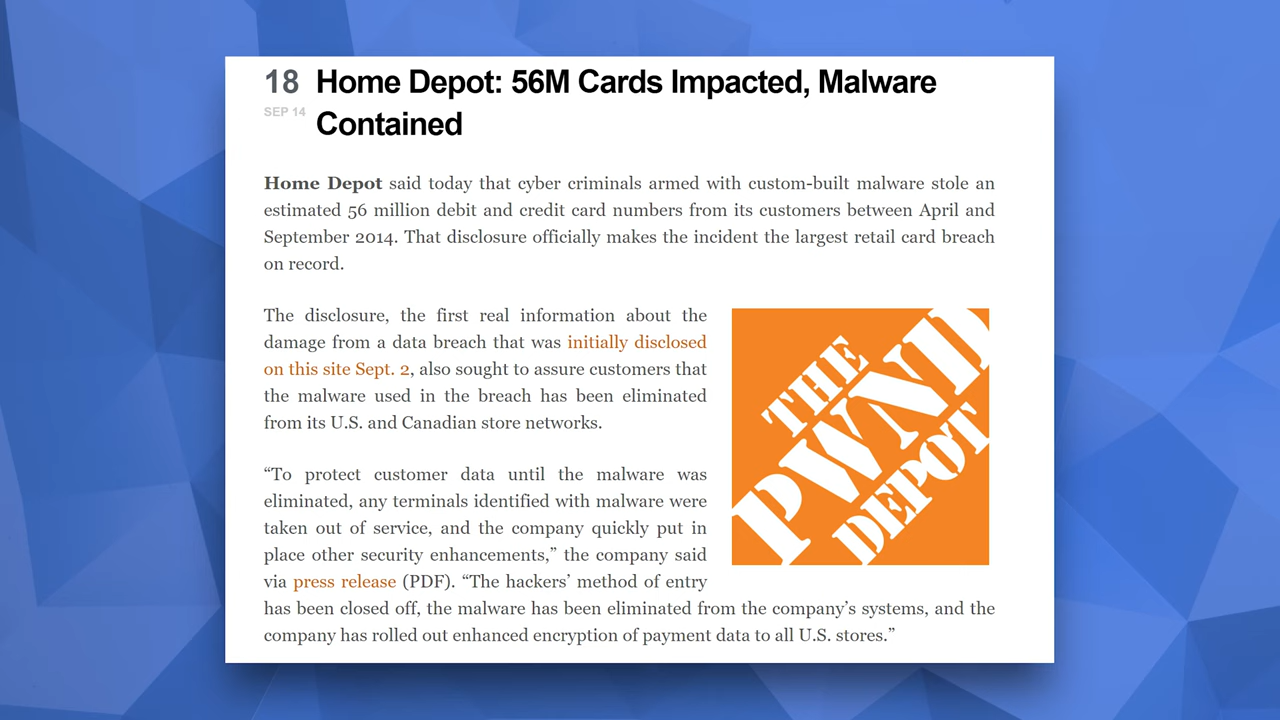 18 Home Depot: 56M Cards Impacted, Malware
SEP 14 Contained
Home Depot said today that cyber criminals armed with custom-built malware stole an
estimated 56 million debit and credit card numbers from its customers between April and
September 2014. That disclosure officially makes the incident the largest retail card breach
on record.
The disclosure, the first real information about the
damage from a data breach that was initially disclosed
on this site Sept. 2, also sought to assure customers that
the malware used in the breach has been eliminated
from its U.S. and Canadian store networks.
“To protect customer data until the malware was
eliminated, any terminals identified with malware were
taken out of service, and the company quickly put in
place other security enhancements,” the company said
via press release (PDF). “The hackers’ method of entry
has been closed off, the malware has been eliminated from the company’s systems, and the
company has rolled out enhanced encryption of payment data to all U.S. stores.”
THE
PWND
DEPOT